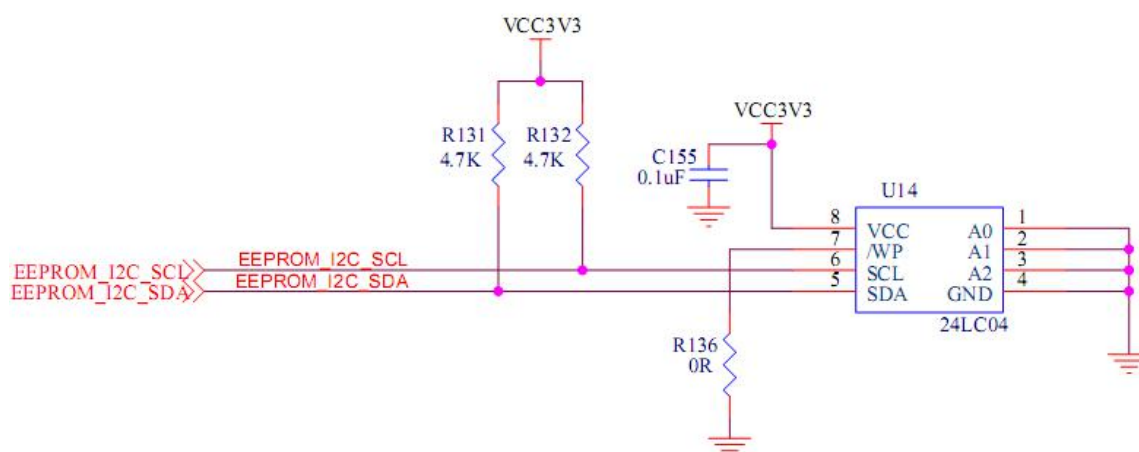 VCC3V3
R131
4.7K
R132
4.7K
VCC3V3
C155
0.1uF
U14
8 VCC A0 1
7 /WP A1 2
6 SCL A2 3
5 SDA GND 4
24LC04
EEPROM_I2C_SCL EEPROM_I2C_SCL
EEPROM_I2C_SDA EEPROM_I2C_SDA
R136
0R